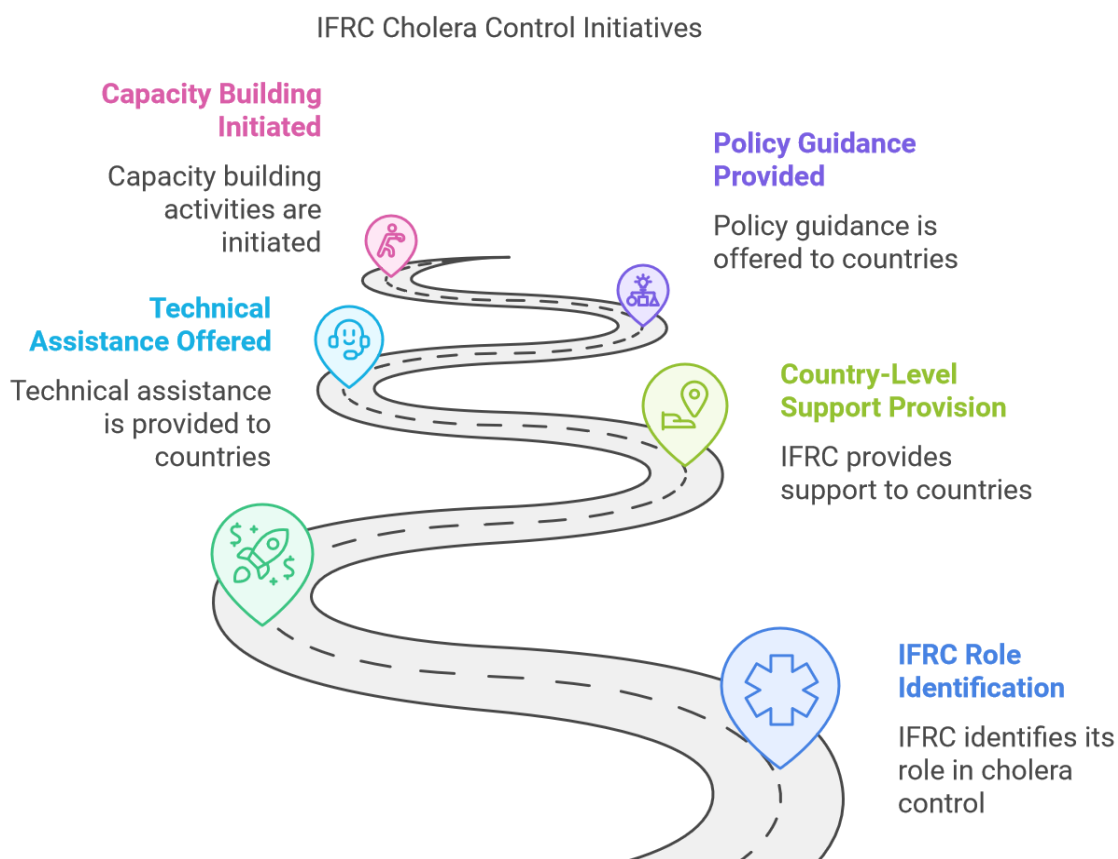 IFRC Cholera Control Initiatives
Capacity Building
Initiated
Capacity building
activities are
initiated
Policy Guidance
Provided
Policy guidance is
offered to countries
Technical
Assistance Offered
Technical assistance
is provided to
countries
Country-Level
Support Provision
IFRC provides
support to countries
$
$
IFRC Role
Identification
IFRC identifies its
role in cholera
control